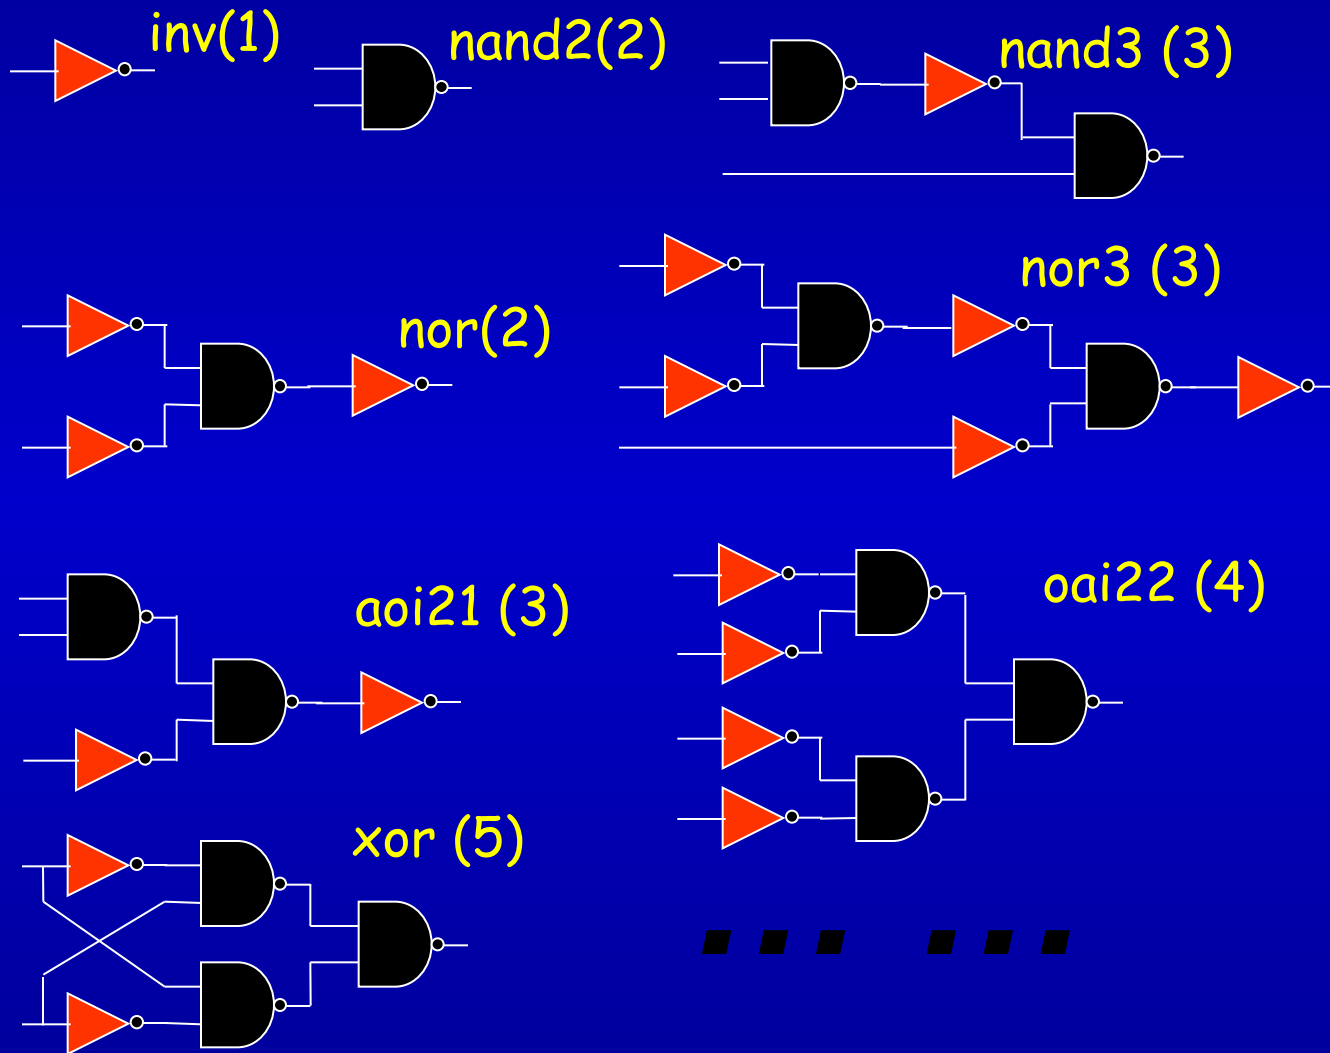 inv(1)
nand2(2)
nand3 (3)
nor(2)
nor3 (3)
aoi21 (3)
oai22 (4)
xor (5)